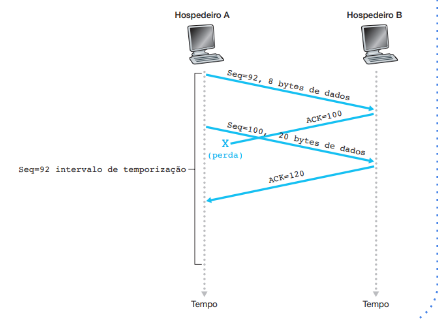 Hospedeiro A
Hospedeiro B
Seq=92, 8 bytes de dados
ACK=100
Seq=100, 20 bytes de dados
X
(perda)
Seq=92 intervalo de temporização
ACK=120
Tempo
Tempo